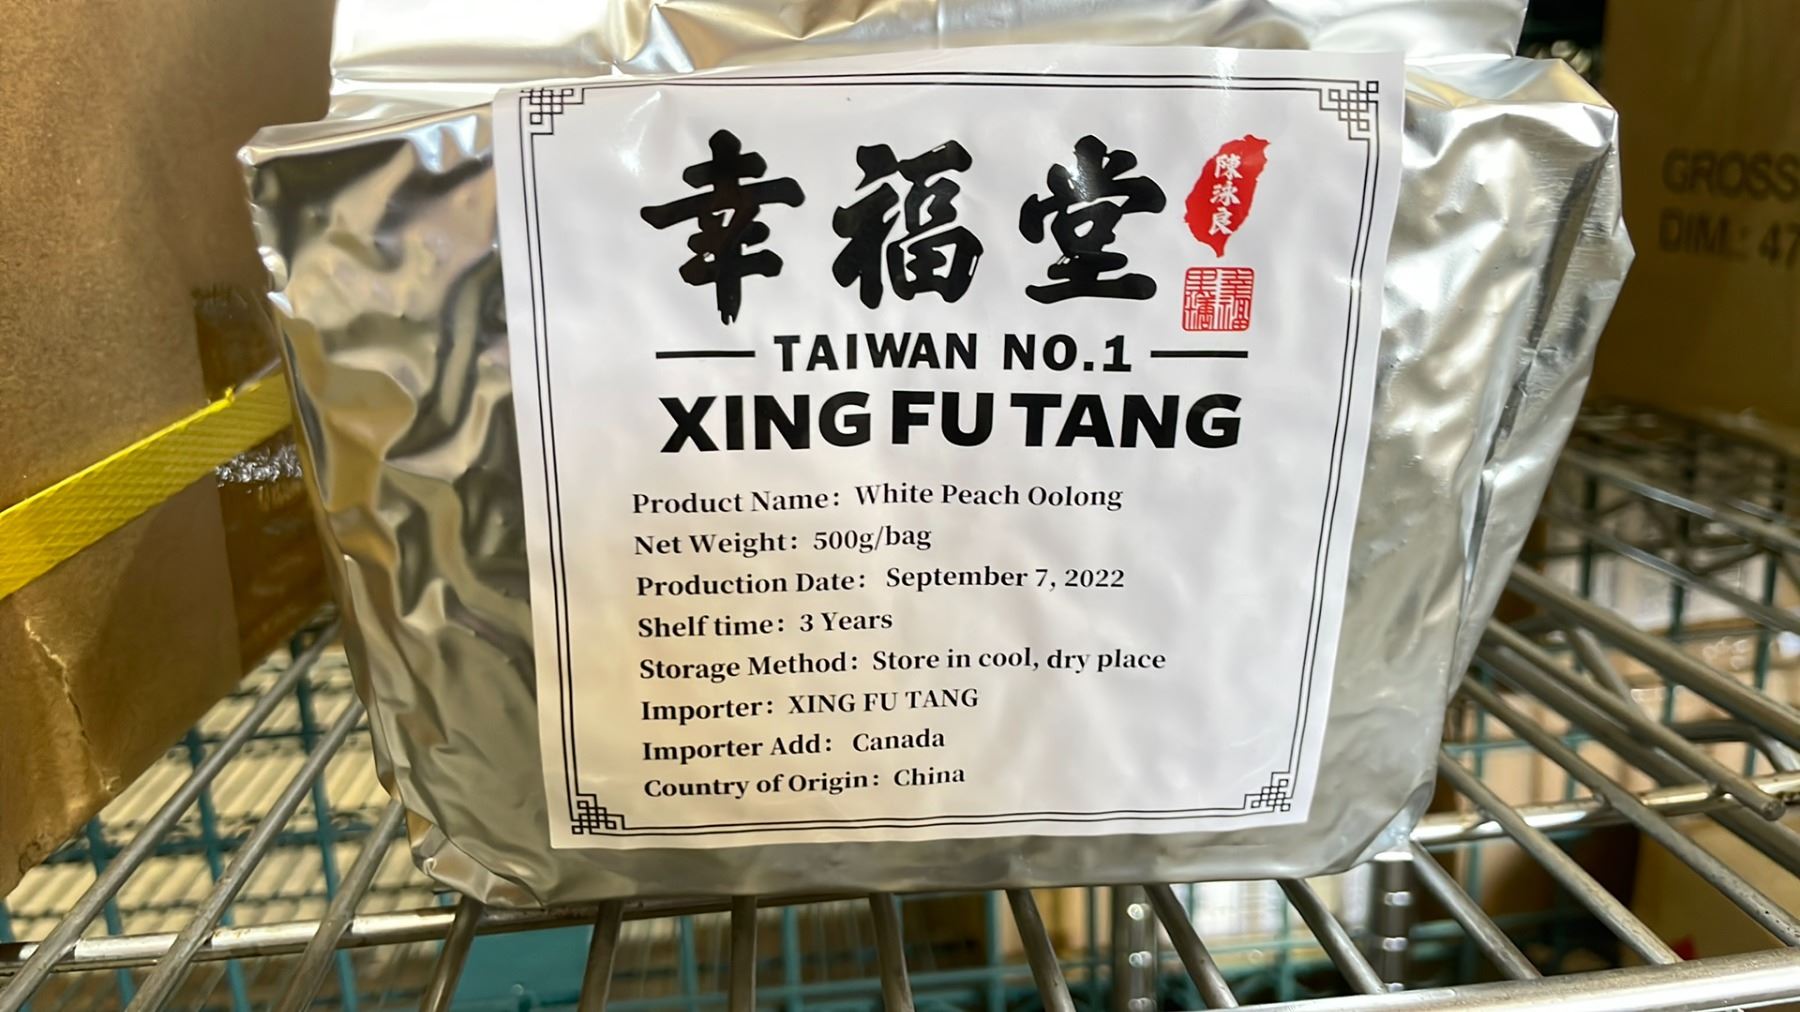 幸福堂
陳泳良
TAIWAN NO.1
XING FU TANG
Product Name: White Peach Oolong
Net Weight: 500g/bag
Production Date: September 7, 2022
Shelf time: 3 Years
Storage Method: Store in cool, dry place
Importer: XING FU TANG
Importer Add: Canada
Country of Origin: China
GROSS
DIM.: 47